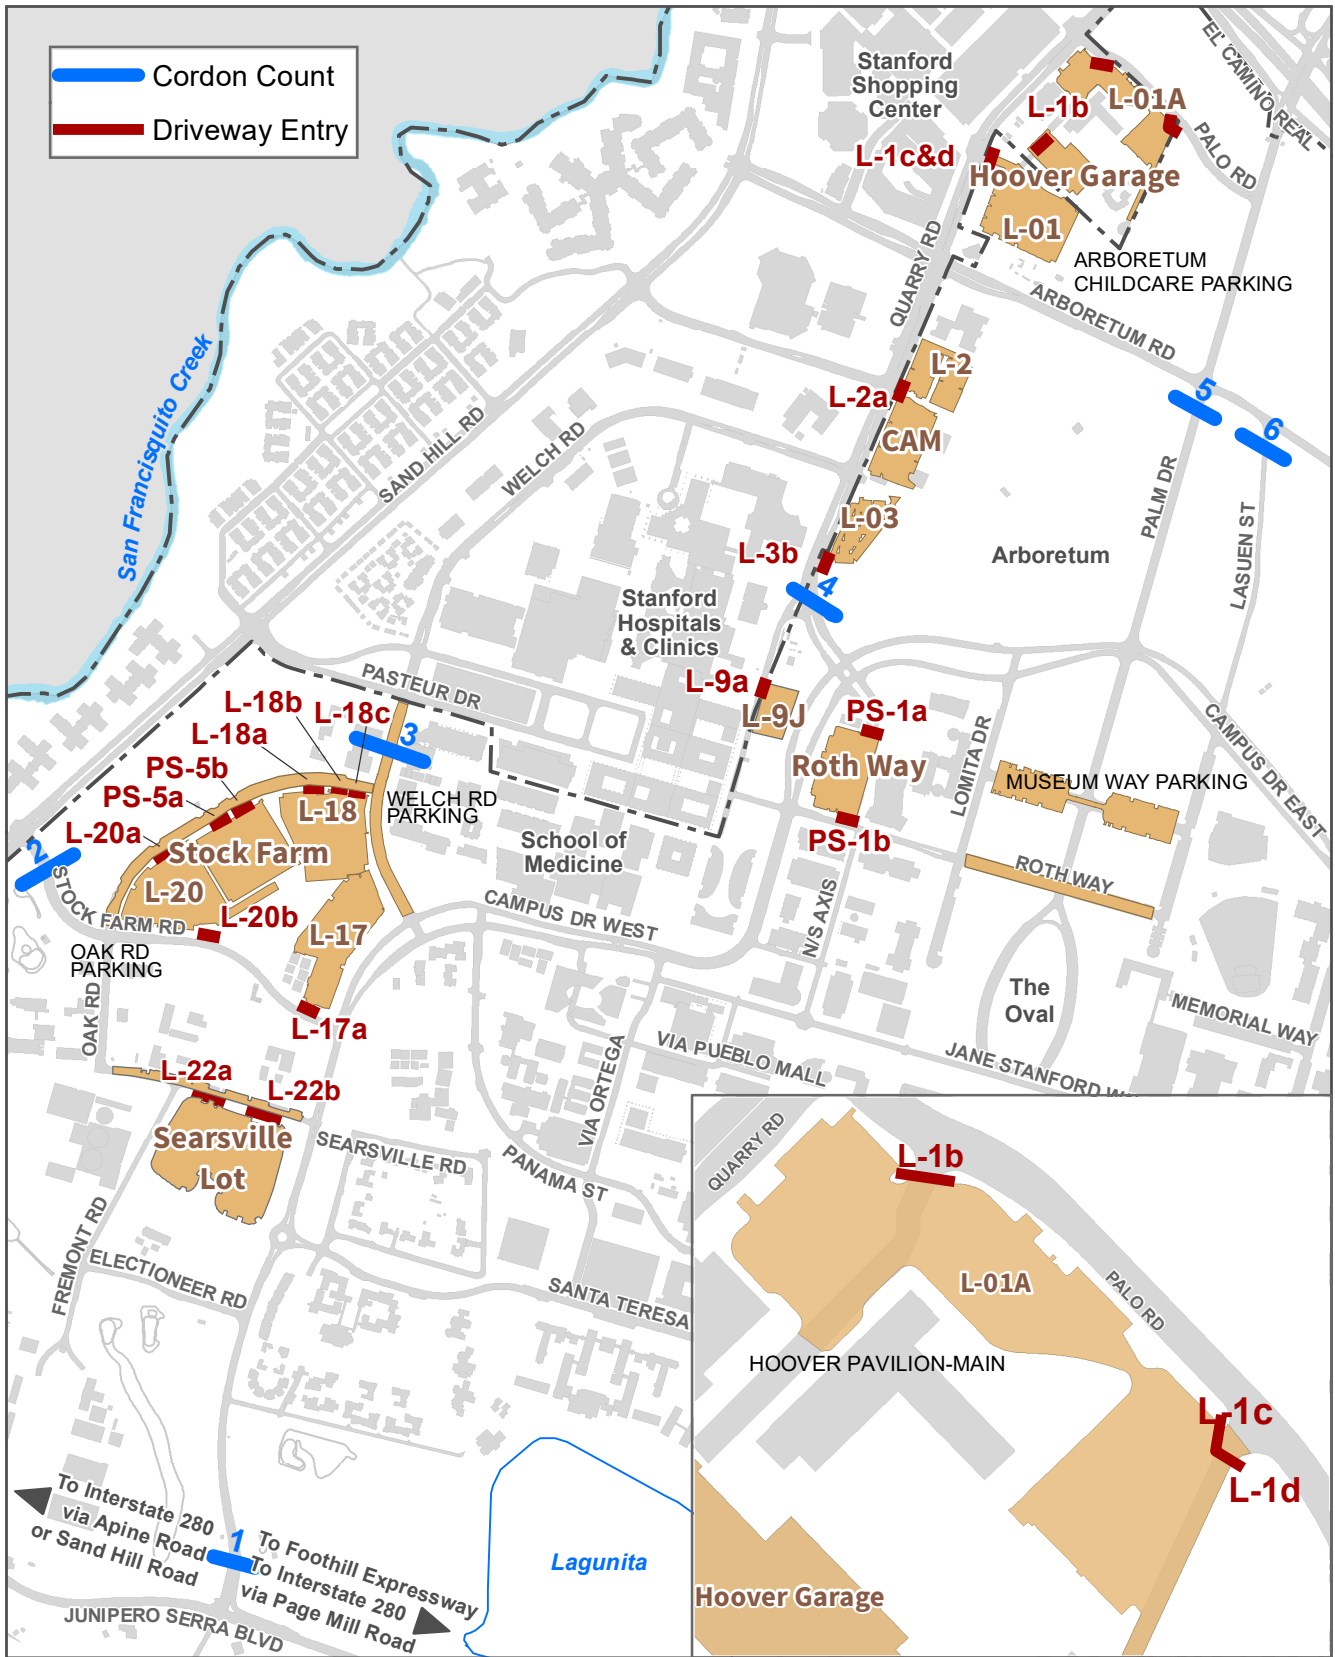 Cordon Count
Driveway Entry
Stanford
Shopping
Center
EL CAMINO REAL
L-01A
L-1b
PALO RD
L-1c&d
Hoover Garage
L-01
ARBORETUM
CHILDCARE PARKING
QUARRY RD
ARBORETUM RD
San Francisquito Creek
L-2
L-2a
5
6
CAM
SAND HILL RD
WELCH RD
PALM DR
LASUEN ST
L-03
L-3b
Arboretum
4
Stanford
Hospitals
& Clinics
PASTEUR DR
L-9a
L-9J
L-18b
L-18c
L-18a
3
PS-1a
LOMITA DR
CAMPUS DR EAST
PS-5b
Roth Way
MUSEUM WAY PARKING
PS-5a
L-18
WELCH RD
PARKING
L-20a
2
Stock Farm
School of
Medicine
PS-1b
ROTH WAY
STOCK FARM RD
L-20
L-20b
CAMPUS DR WEST
N/S AXIS
L-17
OAK RD
PARKING
OAK RD
The
Oval
MEMORIAL WAY
L-17a
VIA ORTEGA
VIA PUEBLO MALL
JANE STANFORD W
L-22a
L-22b
Searsville
Lot
SEARSVILLE RD
PANAMA ST
FREMONT RD
ELECTIONEER RD
SANTA TERESA
QUARRY RD
L-1b
L-01A
PALO RD
HOOVER PAVILION-MAIN
L-1c
L-1d
Hoover Garage
To Interstate 280
via Apine Road
or Sand Hill Road
1
To Foothill Expressway
To Interstate 280
via Page Mill Road
Lagunita
JUNIPERO SERRA BLVD